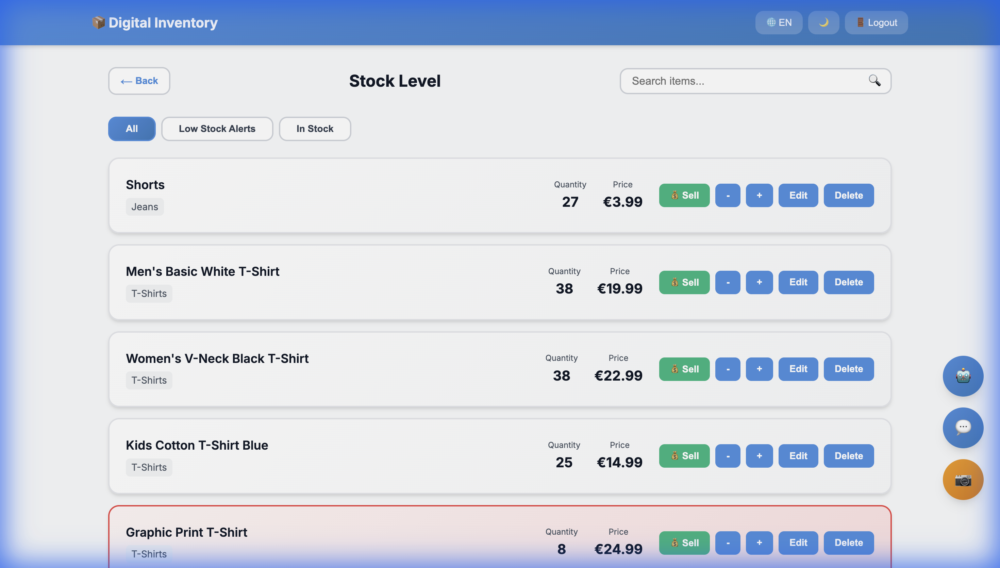 Digital Inventory
EN
Logout
← Back
Stock Level
Search items...
All
Low Stock Alerts
In Stock
Shorts
Jeans
Quantity
27
Price
€3.99
Sell
-
+
Edit
Delete
Men's Basic White T-Shirt
T-Shirts
Quantity
38
Price
€19.99
Sell
-
+
Edit
Delete
Women's V-Neck Black T-Shirt
T-Shirts
Quantity
38
Price
€22.99
Sell
-
+
Edit
Delete
Kids Cotton T-Shirt Blue
T-Shirts
Quantity
25
Price
€14.99
Sell
-
+
Edit
Delete
Graphic Print T-Shirt
T-Shirts
Quantity
8
Price
€24.99
Sell
-
+
Edit
Delete